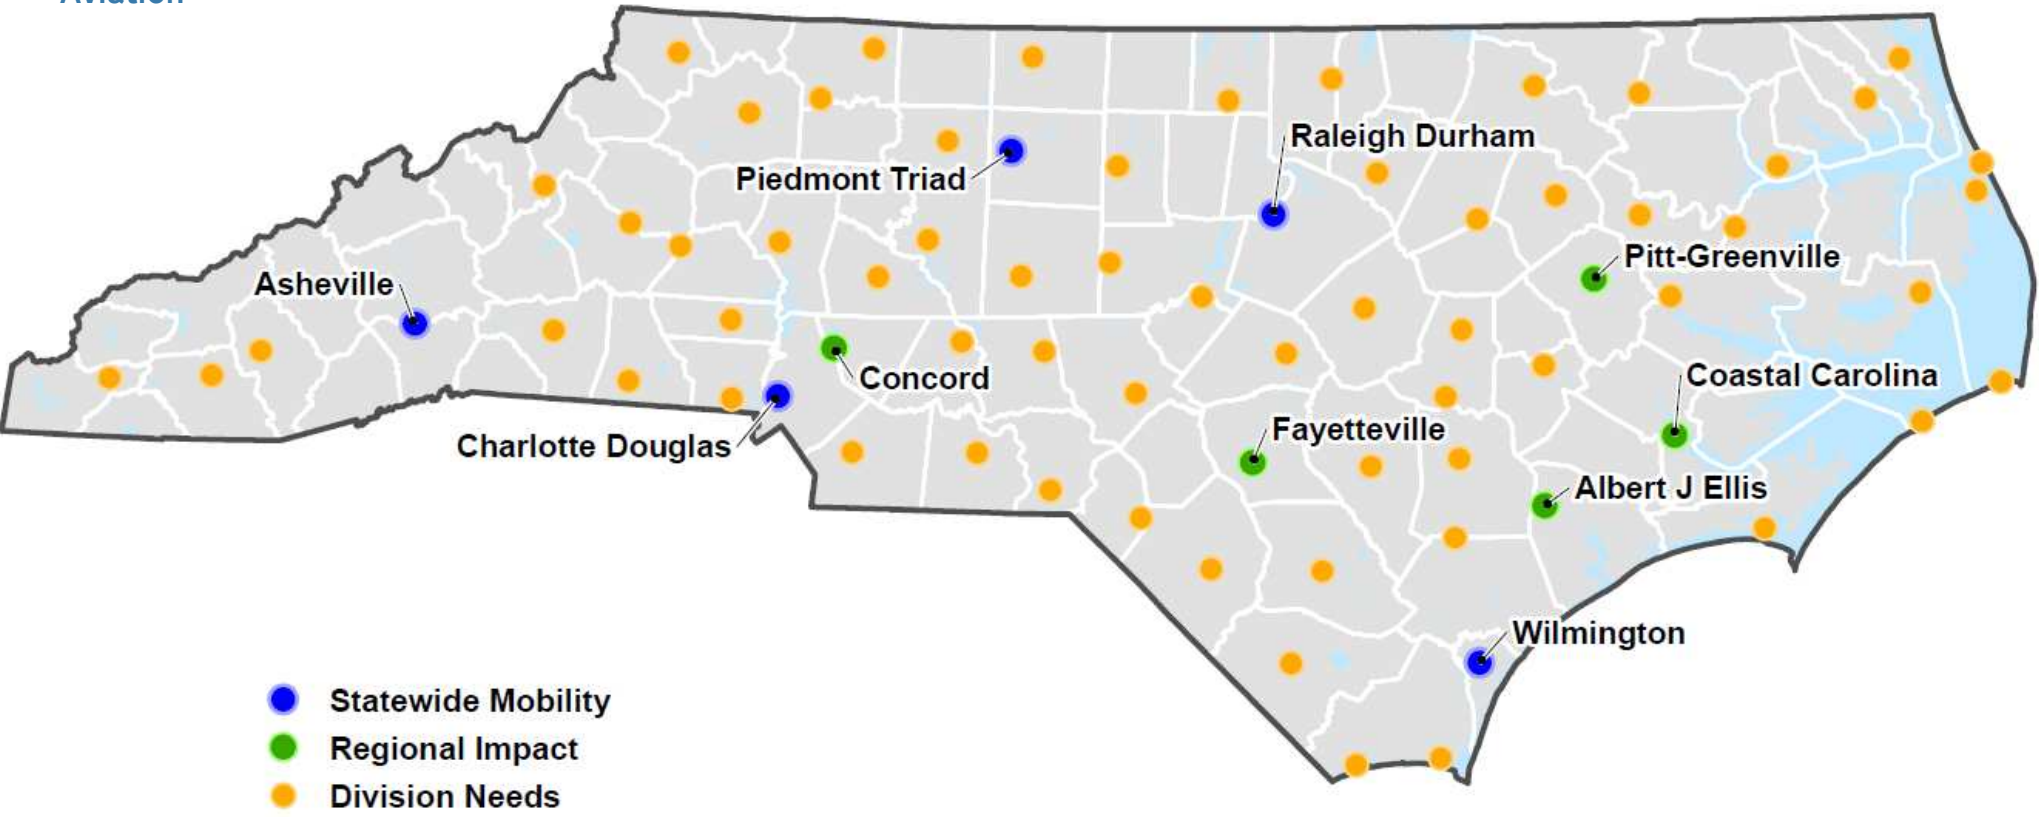 Aviation
Raleigh Durham
Piedmont Triad
Pitt-Greenville
Asheville
Concord
Coastal Carolina
Charlotte Douglas
Fayetteville
Albert J Ellis
Wilmington
Statewide Mobility
Regional Impact
Division Needs